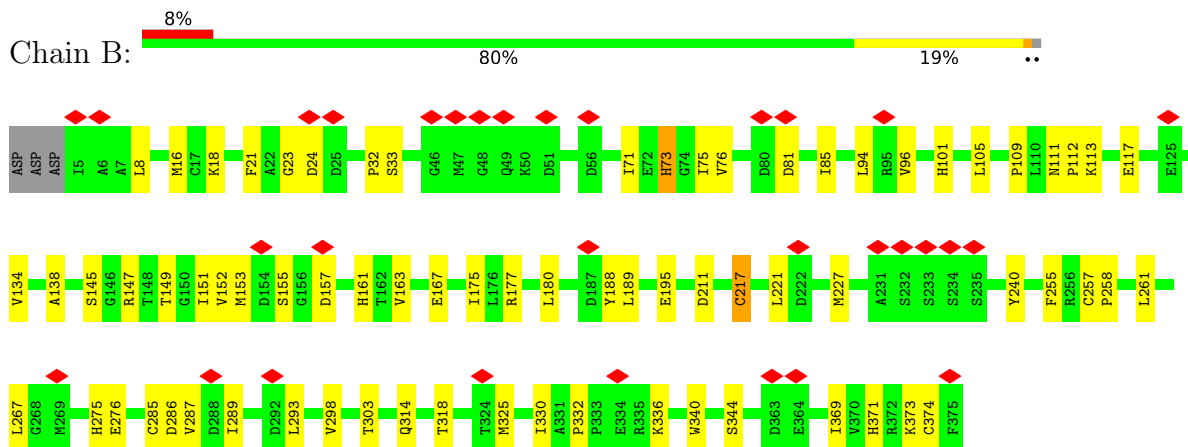 8%
Chain B:
80% 19% ••
ASP ASP ASP I5 A6 A7 L8 M16 C17 K18 F21 A22 G23 D24 D25 P32 S33 G46 M47 G48 Q49 K50 D51 D56 I71 E72 H73 G74 I75 V76 D80 D81 I85 L94 R95 V96 H101 L105 P109 L110 N111 P112 K113 E117 E125
V134 A138 S145 G146 R147 T148 T149 G150 I151 V152 M153 D154 S155 G156 D157 H161 T162 V163 E167 I175 L176 R177 L180 D187 Y188 L189 E195 D211 C217 L221 D222 M227 A231 S232 S233 S234 S235 Y240 F255 R256 C257 P258 L261
L267 G268 M269 H275 E276 C285 D286 V287 D288 I289 D292 L293 V298 T303 Q314 T318 T324 M325 I330 A331 P332 P333 E334 R335 K336 W340 S344 D363 E364 I369 V370 H371 R372 K373 C374 F375